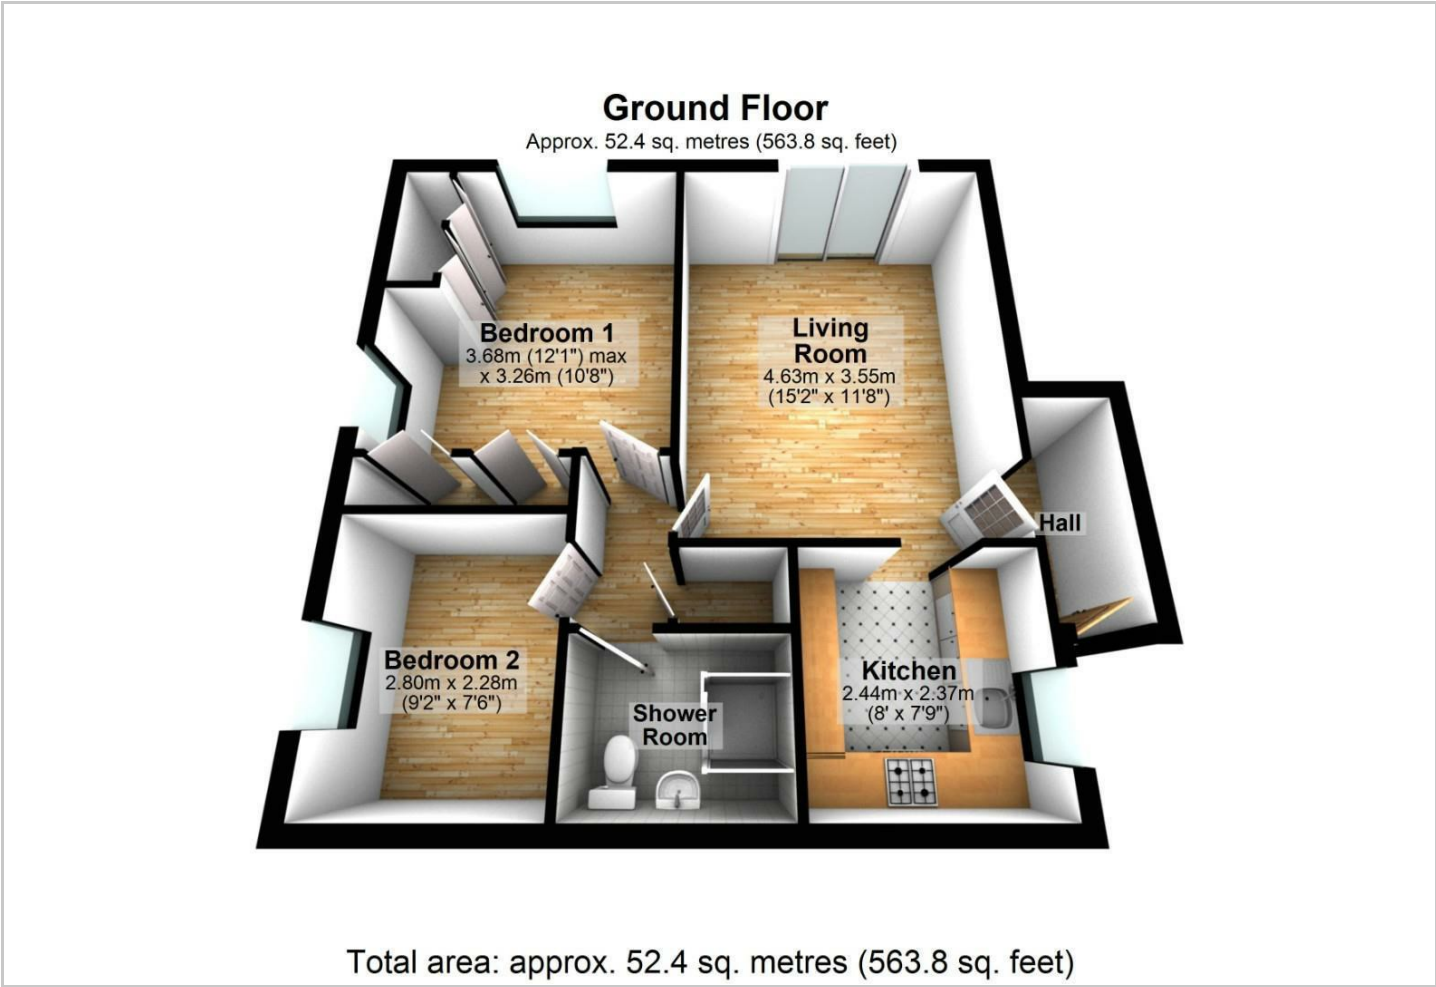 Ground Floor
Approx. 52.4 sq. metres (563.8 sq. feet)
Bedroom 1
3.68m (12'1") max
x 3.26m (10'8")
Living
Room
4.63m x 3.55m
(15'2" x 11'8")
Hall
Bedroom 2
2.80m x 2.28m
(9'2" x 7'6")
Shower
Room
Kitchen
2.44m x 2.37m
(8' x 7'9")
Total area: approx. 52.4 sq. metres (563.8 sq. feet)